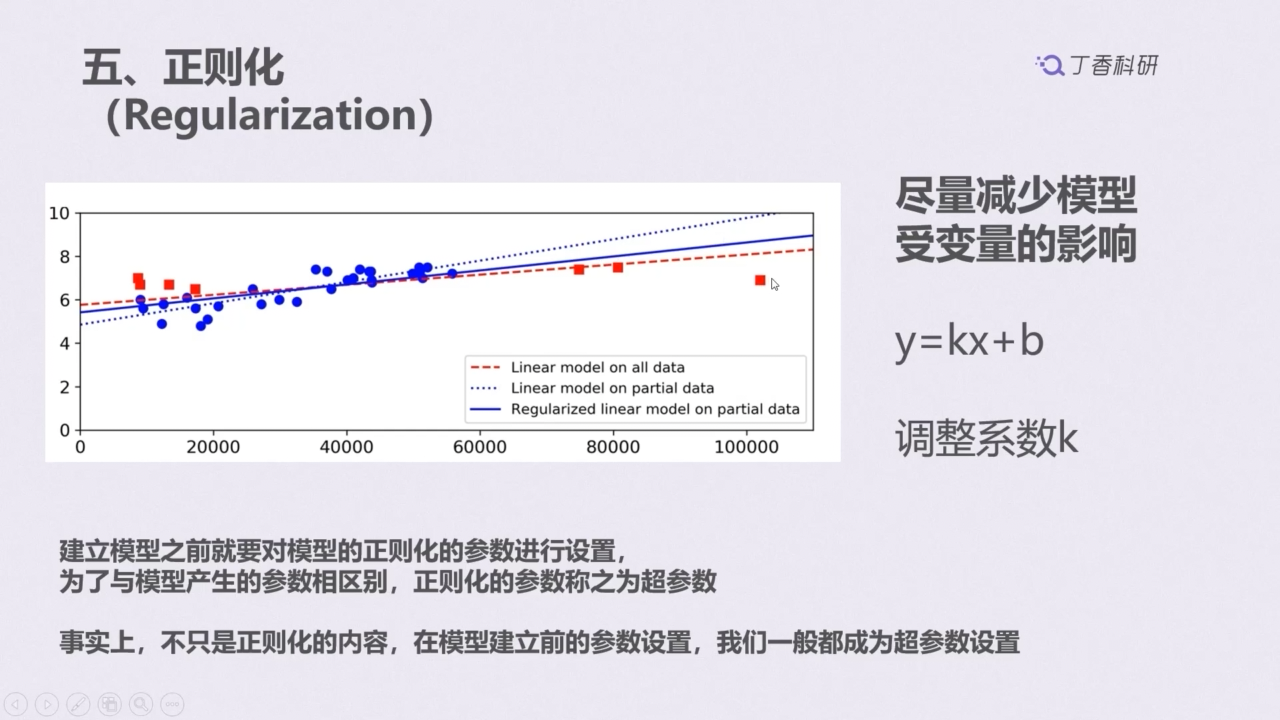 五、正则化
（Regularization）
丁香科研
尽量减少模型
受变量的影响
y=kx+b
调整系数k
10
8
6
4
2
0
0 20000 40000 60000 80000 100000
Linear model on all data
Linear model on partial data
Regularized linear model on partial data
建立模型之前就要对模型的正则化的参数进行设置，
为了与模型产生的参数相区别，正则化的参数称之为超参数
事实上，不只是正则化的内容，在模型建立前的参数设置，我们一般都成为超参数设置